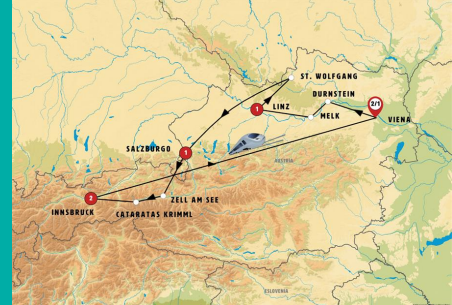 ST. WOLFGANG
DURNSTEIN
2/1
1
LINZ
MELK
VIENA
SALZBURGO
1
AUSTRIA
ZELL AM SEE
2
INNSBRUCK
CATARATAS KRIMML
ESLOVENIA